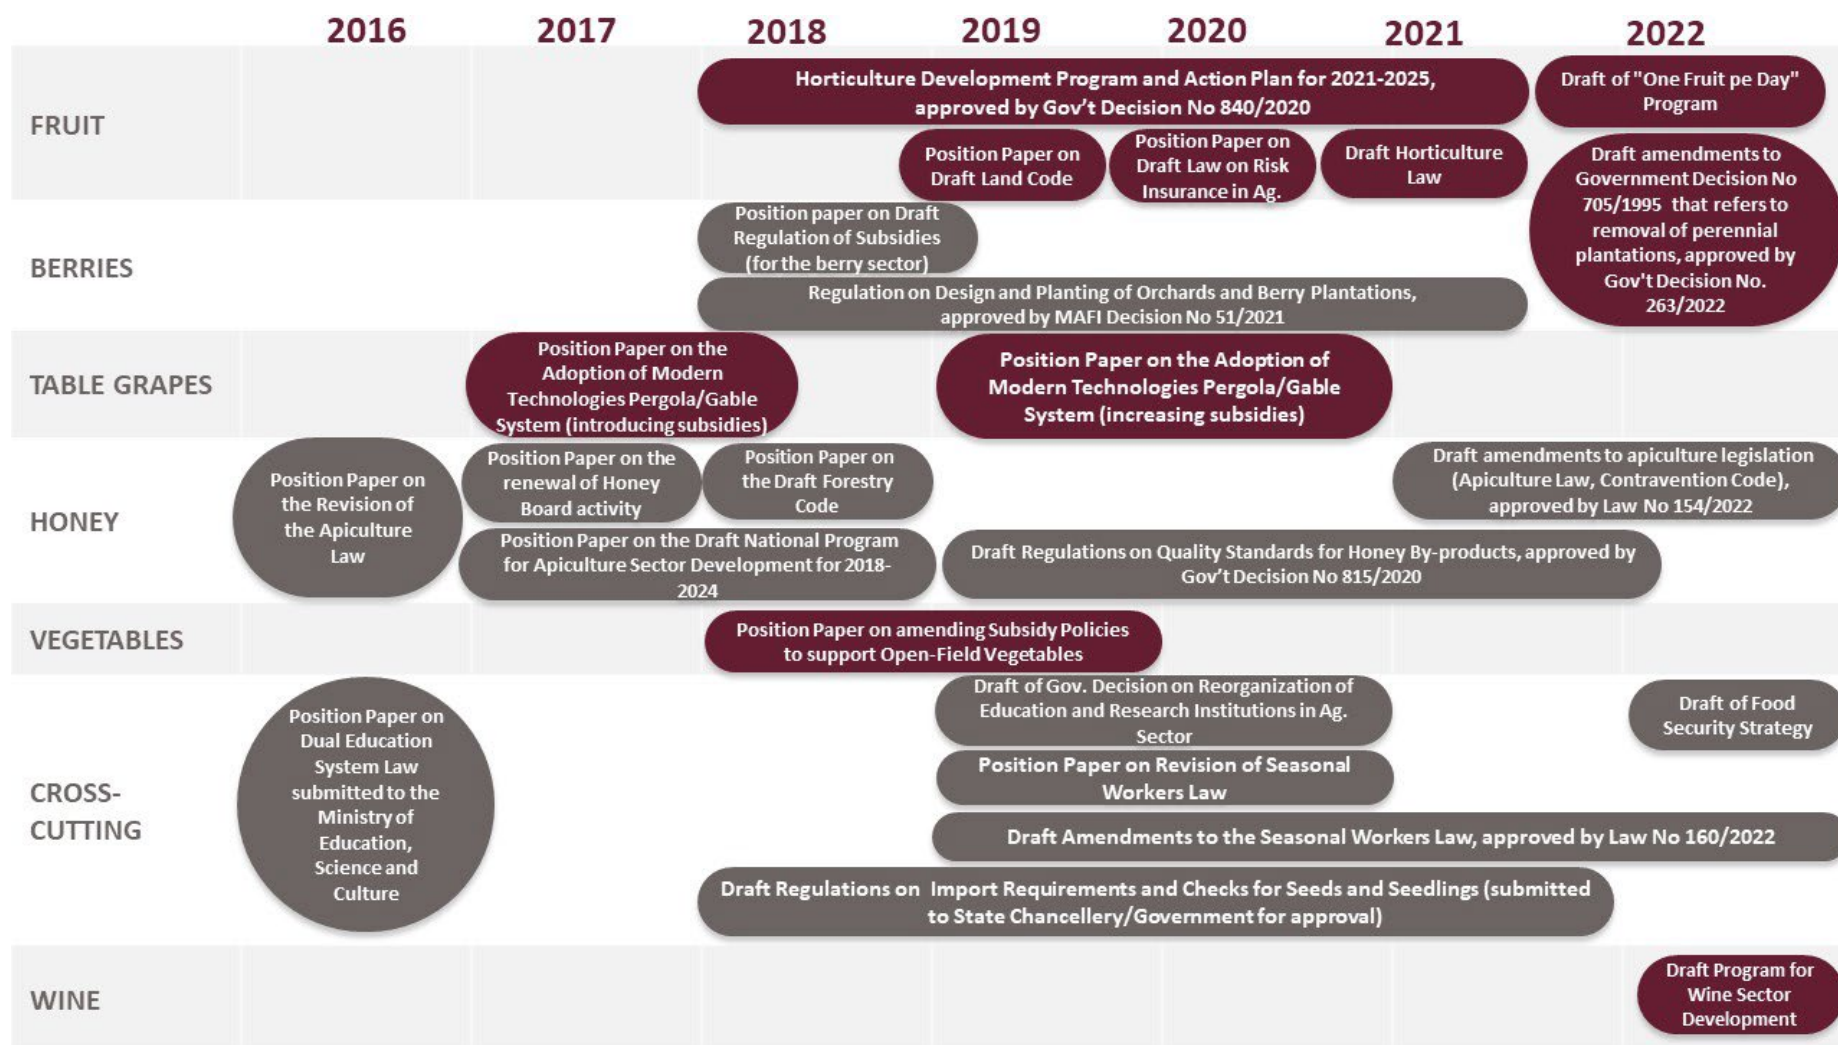 2016 2017 2018 2019 2020 2021 2022
FRUIT
Horticulture Development Program and Action Plan for 2021-2025,
approved by Gov't Decision No 840/2020
Draft of "One Fruit pe Day"
Program
Position Paper on
Draft Land Code
Position Paper on
Draft Law on Risk
Insurance in Ag.
Draft Horticulture
Law
Draft amendments to
Government Decision No
705/1995 that refers to
removal of perennial
plantations, approved by
Gov't Decision No.
263/2022
BERRIES
Position paper on Draft
Regulation of Subsidies
(for the berry sector)
Regulation on Design and Planting of Orchards and Berry Plantations,
approved by MAFI Decision No 51/2021
TABLE GRAPES
Position Paper on the
Adoption of Modern
Technologies Pergola/Gable
System (introducing subsidies)
Position Paper on the Adoption of
Modern Technologies Pergola/Gable
System (increasing subsidies)
HONEY
Position Paper on
the Revision of
the Apiculture
Law
Position Paper on the
renewal of Honey
Board activity
Position Paper on
the Draft Forestry
Code
Draft amendments to apiculture legislation
(Apiculture Law, Contravention Code),
approved by Law No 154/2022
Position Paper on the Draft National Program
for Apiculture Sector Development for 2018-
2024
Draft Regulations on Quality Standards for Honey By-products, approved by
Gov't Decision No 815/2020
VEGETABLES
Position Paper on amending Subsidy Policies
to support Open-Field Vegetables
CROSS-
CUTTING
Position Paper on
Dual Education
System Law
submitted to the
Ministry of
Education,
Science and
Culture
Draft of Gov. Decision on Reorganization of
Education and Research Institutions in Ag.
Sector
Draft of Food
Security Strategy
Position Paper on Revision of Seasonal
Workers Law
Draft Amendments to the Seasonal Workers Law, approved by Law No 160/2022
Draft Regulations on Import Requirements and Checks for Seeds and Seedlings (submitted
to State Chancellery/Government for approval)
WINE
Draft Program for
Wine Sector
Development